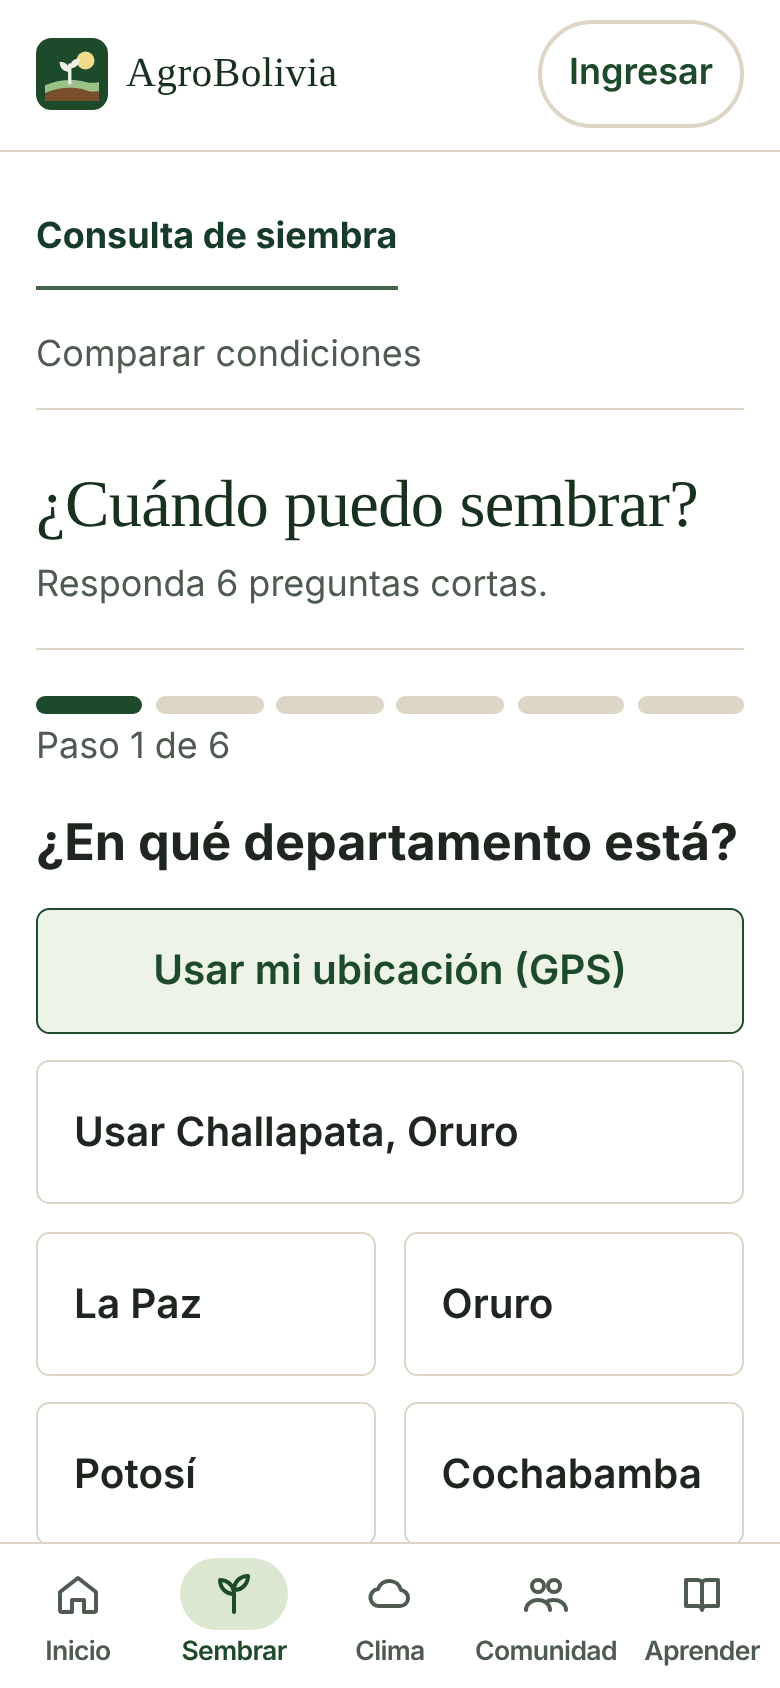 AgroBolivia
Ingresar
Consulta de siembra
Comparar condiciones
¿Cuándo puedo sembrar?
Responda 6 preguntas cortas.
Paso 1 de 6
¿En qué departamento está?
Usar mi ubicación (GPS)
Usar Challapata, Oruro
La Paz
Oruro
Potosí
Cochabamba
Inicio
Sembrar
Clima
Comunidad
Aprender